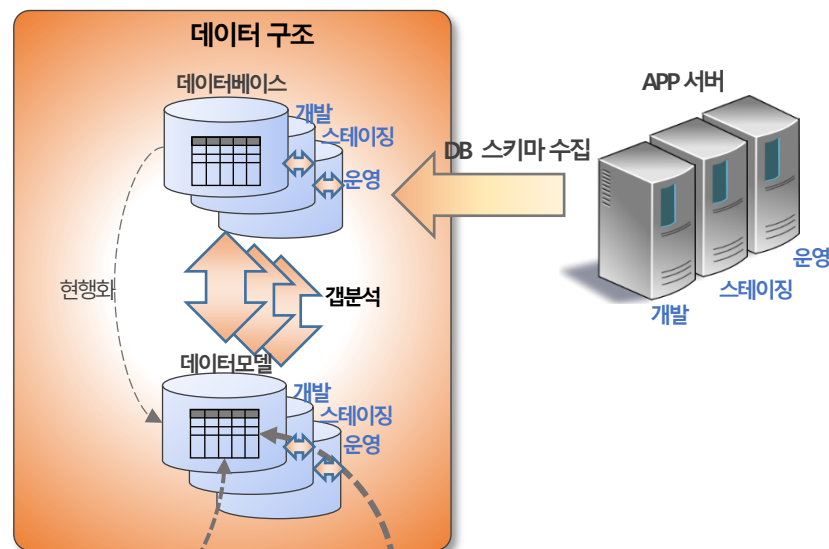 데이터 구조
데이터베이스
개발
스테이징
운영
APP 서버
DB 스키마 수집
개발
스테이징
운영
현행화
갭분석
데이터모델
개발
스테이징
운영